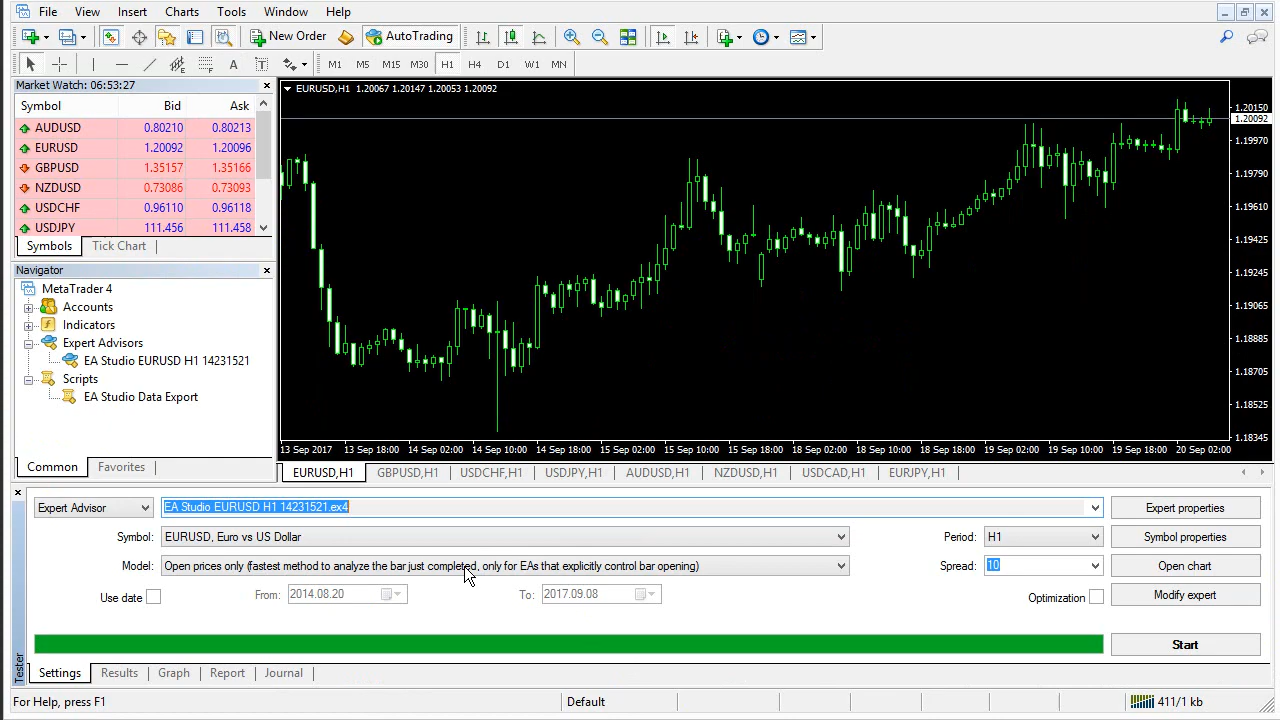 File View Insert Charts Tools Window Help
New Order AutoTrading
A T M1 M5 M15 M30 H1 H4 D1 W1 MN
Market Watch: 06:53:27
Symbol Bid Ask
AUDUSD 0.80210 0.80213
EURUSD 1.20092 1.20096
GBPUSD 1.35157 1.35166
NZDUSD 0.73086 0.73093
USDCHF 0.96110 0.96118
USDJPY 111.456 111.458
Symbols Tick Chart
Navigator
MetaTrader 4
Accounts
Indicators
Expert Advisors
EA Studio EURUSD H1 14231521
Scripts
EA Studio Data Export
Common Favorites
EURUSD,H1 1.20067 1.20147 1.20053 1.20092
1.20150
1.20092
1.19970
1.19790
1.19610
1.19425
1.19245
1.19065
1.18885
1.18705
1.18525
1.18345
13 Sep 2017 13 Sep 18:00 14 Sep 02:00 14 Sep 10:00 14 Sep 18:00 15 Sep 02:00 15 Sep 10:00 15 Sep 18:00 18 Sep 02:00 18 Sep 10:00 18 Sep 18:00 19 Sep 02:00 19 Sep 10:00 19 Sep 18:00 20 Sep 02:00
EURUSD,H1 GBPUSD,H1 USDCHF,H1 USDJPY,H1 AUDUSD,H1 NZDUSD,H1 USDCAD,H1 EURJPY,H1
Expert Advisor EA Studio EURUSD H1 14231521.ex4 Expert properties
Symbol: EURUSD, Euro vs US Dollar Period: H1 Symbol properties
Model: Open prices only (fastest method to analyze the bar just completed, only for EAs that explicitly control bar opening) Spread: 10 Open chart
Use date From: 2014.08.20 To: 2017.09.08 Optimization Modify expert
Start
Tester
Settings Results Graph Report Journal
For Help, press F1 Default 411/1 kb